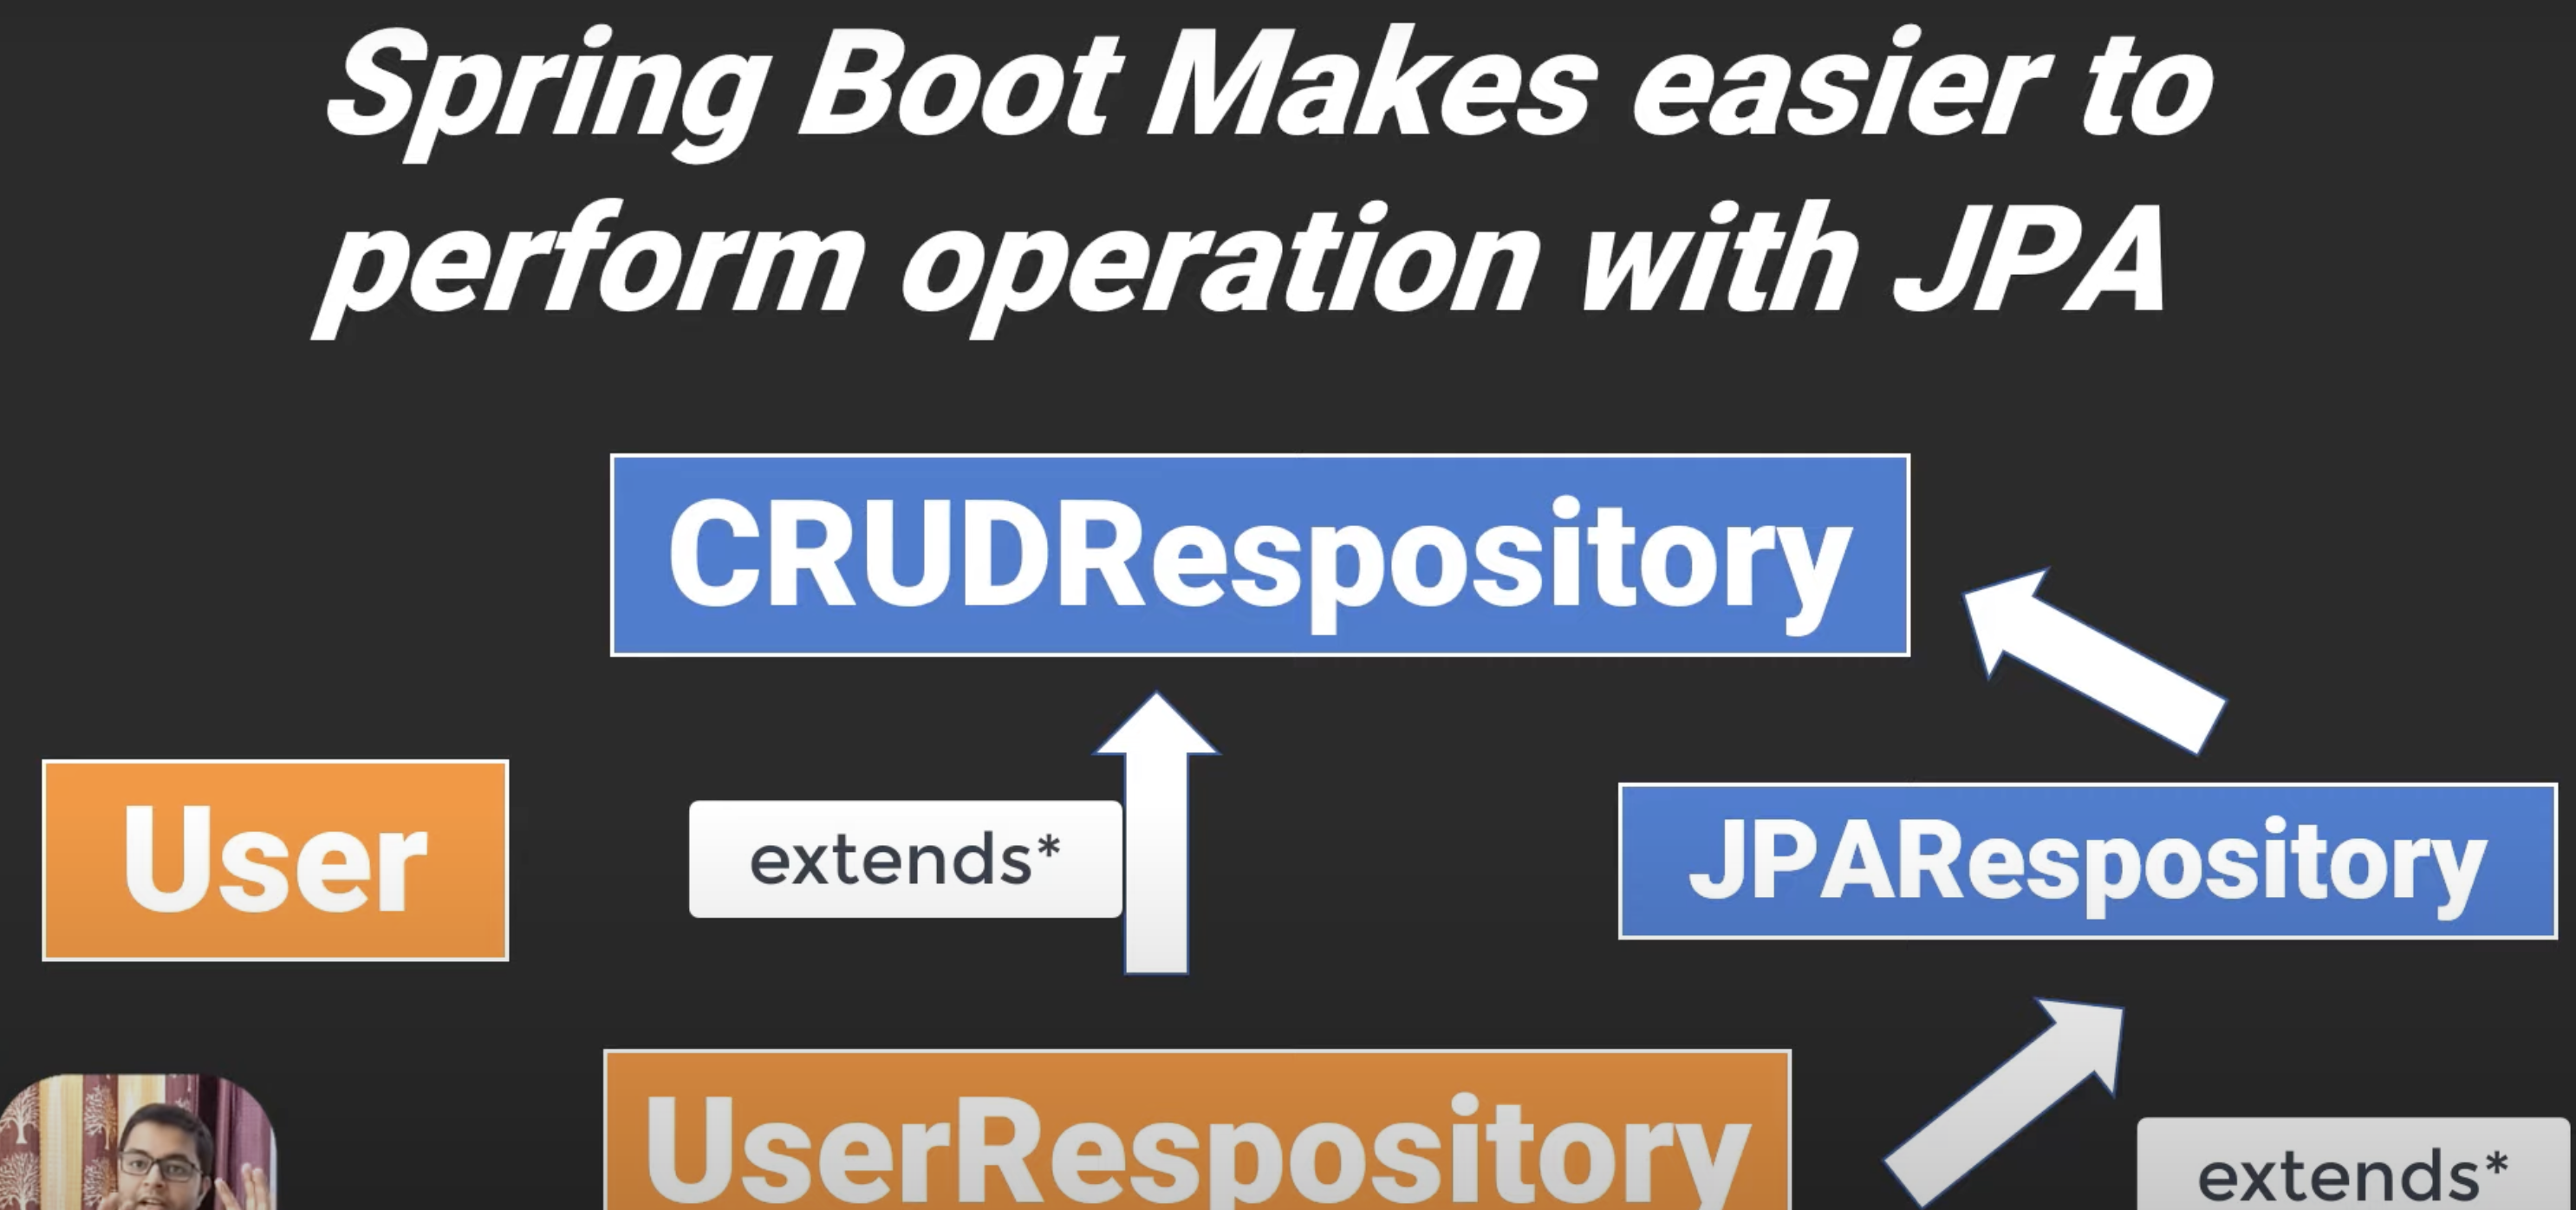 Spring Boot Makes easier to
perform operation with JPA
CRUDRespository
User
extends*
JPARespository
UserRespository
extends*